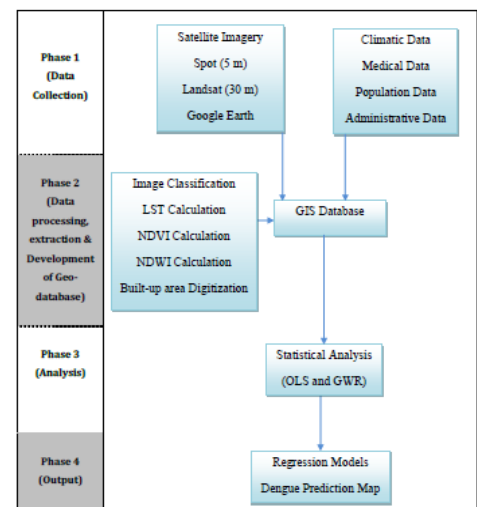 Phase 1
(Data
Collection)
Satellite Imagery
Spot (5 m)
Landsat (30 m)
Google Earth
Climatic Data
Medical Data
Population Data
Administrative Data
Phase 2
(Data
processing,
extraction &
Development
of Geo-
database)
Image Classification
LST Calculation
NDVI Calculation
NDWI Calculation
Built-up area Digitization
GIS Database
Phase 3
(Analysis)
Statistical Analysis
(OLS and GWR)
Phase 4
(Output)
Regression Models
Dengue Prediction Map